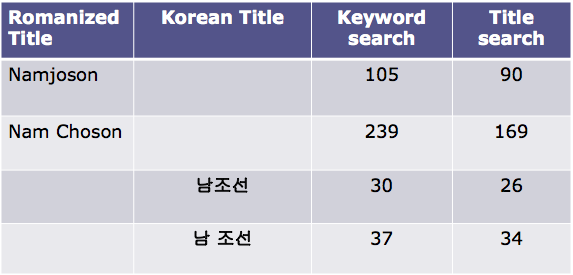 Romanized Title	Korean Title	Keyword search	Title search
Namjoson		105	90
Nam Choson		239	169
	남조선	30	26
	남 조선	37	34